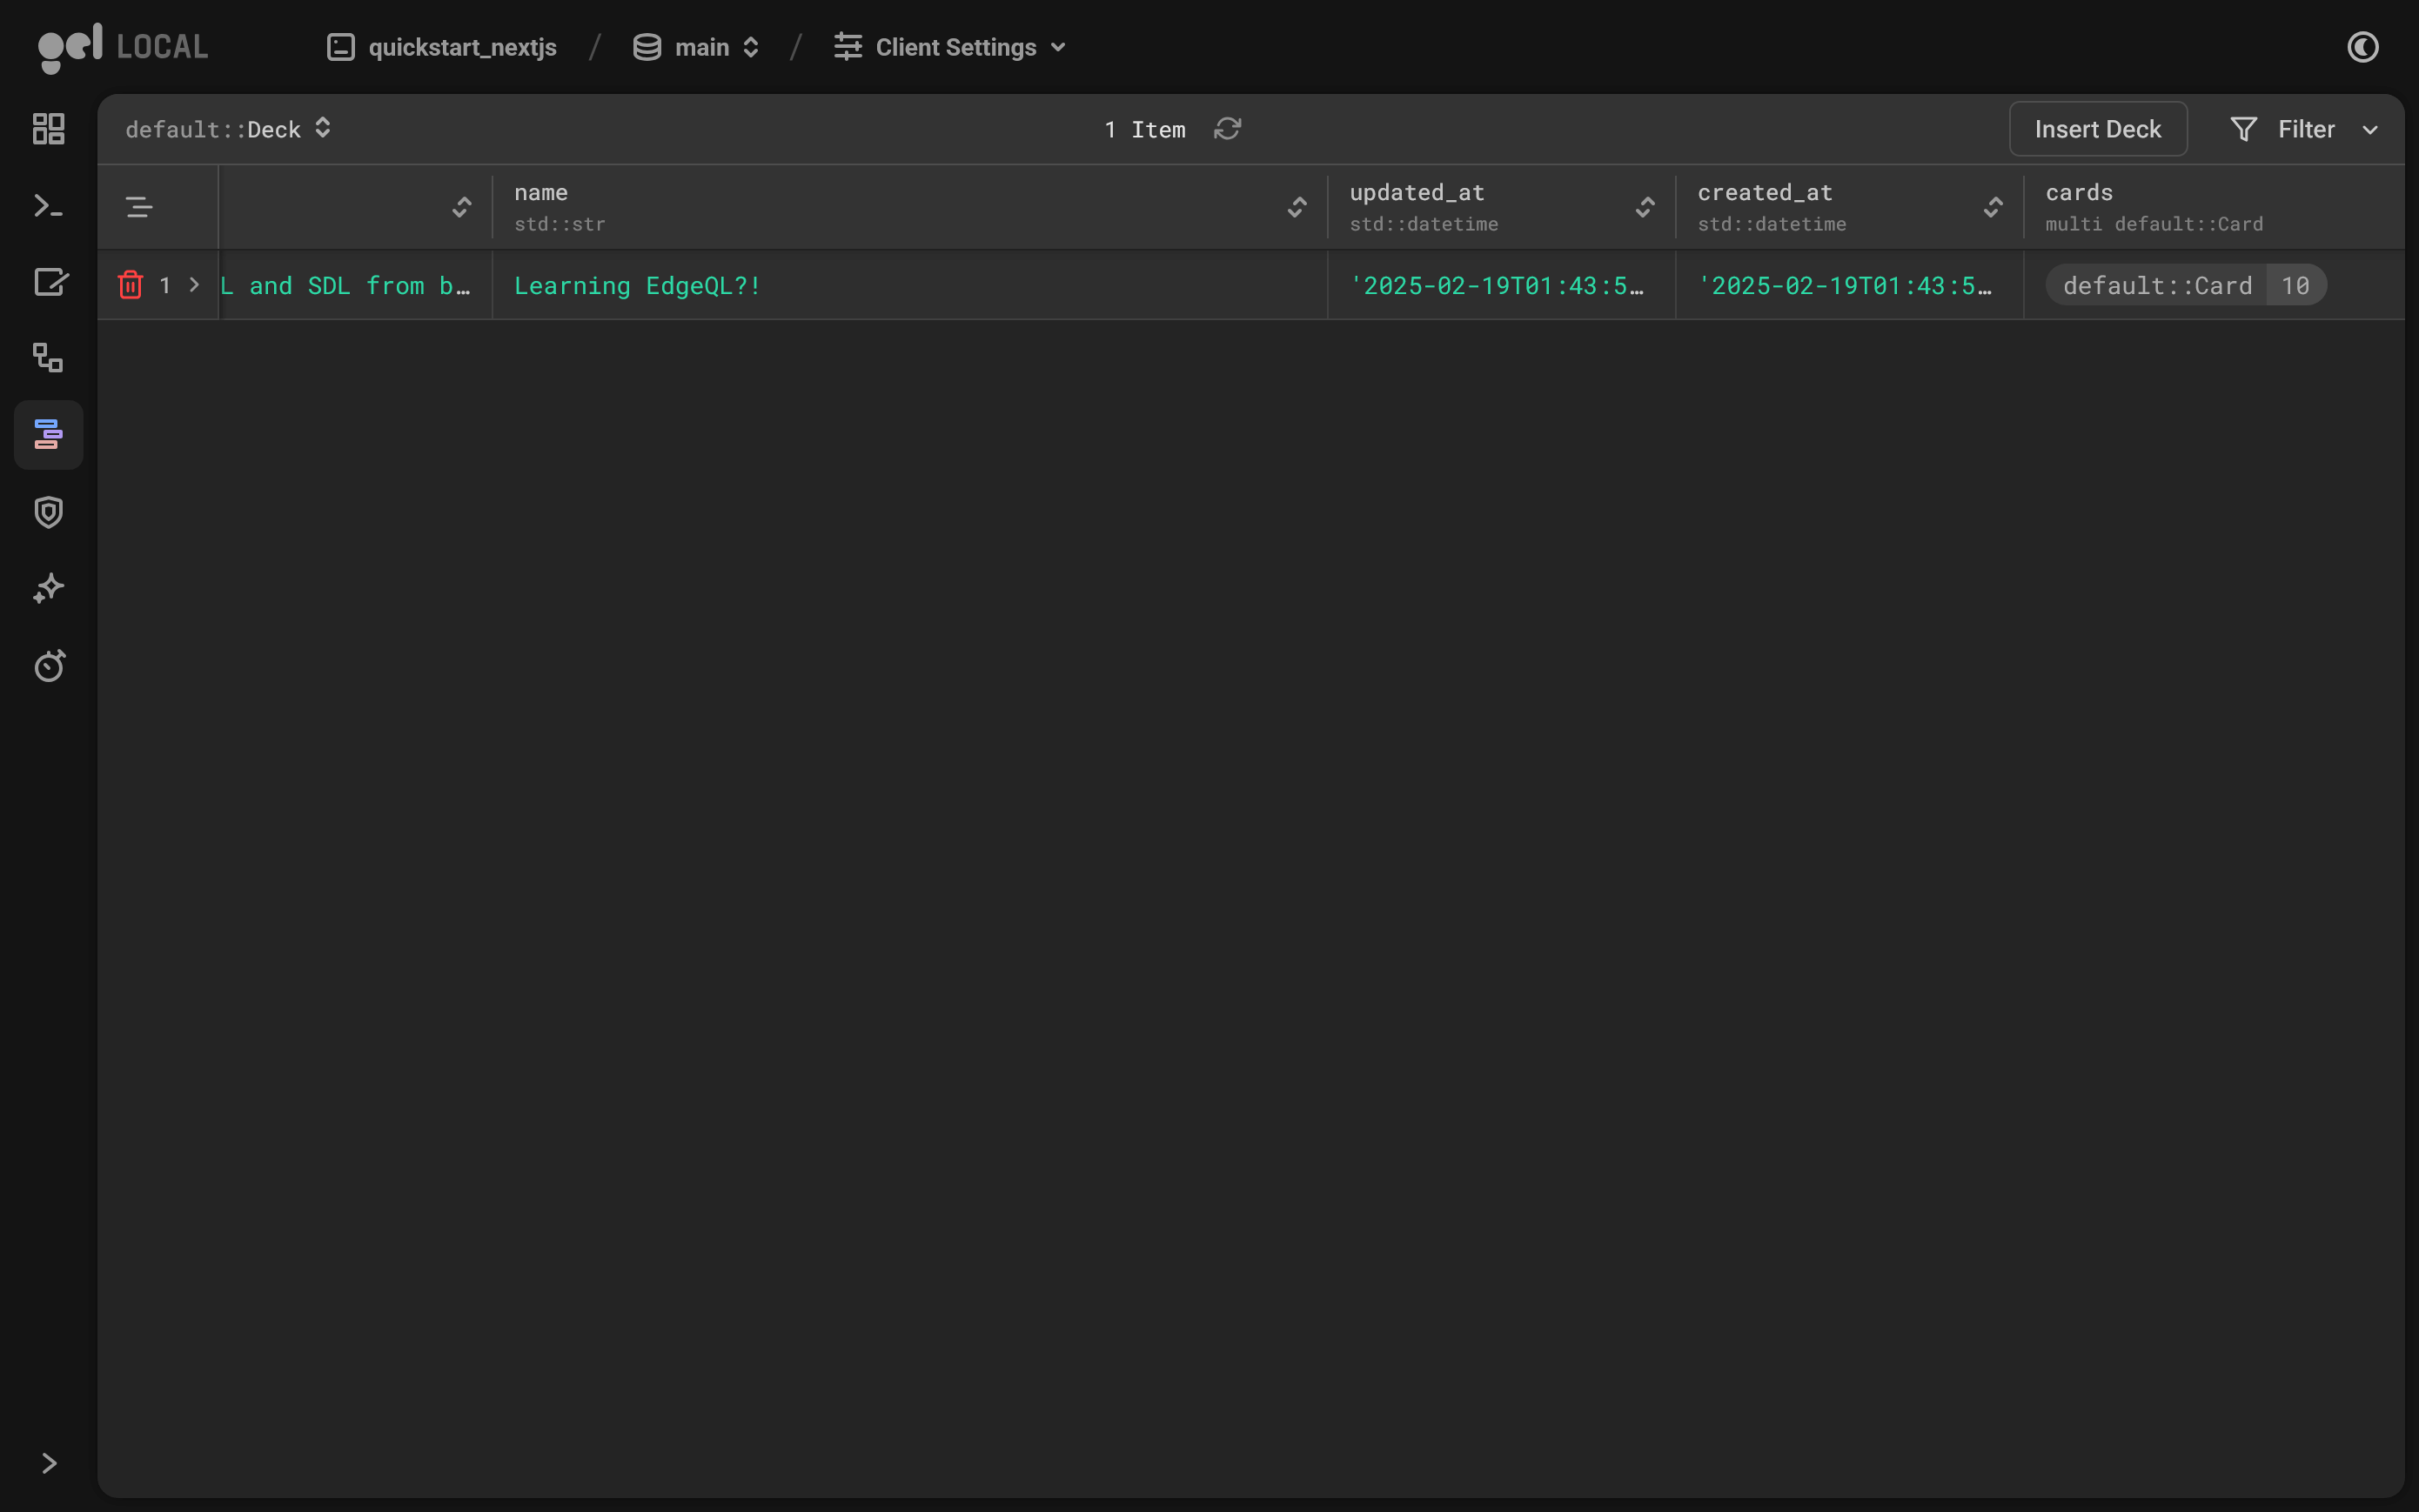 gel LOCAL
quickstart_nextjs / main / Client Settings
default::Deck
1 Item
Insert Deck
Filter
name
std::str
updated_at
std::datetime
created_at
std::datetime
cards
multi default::Card
1
L and SDL from b…
Learning EdgeQL?!
'2025-02-19T01:43:5…
'2025-02-19T01:43:5…
default::Card 10